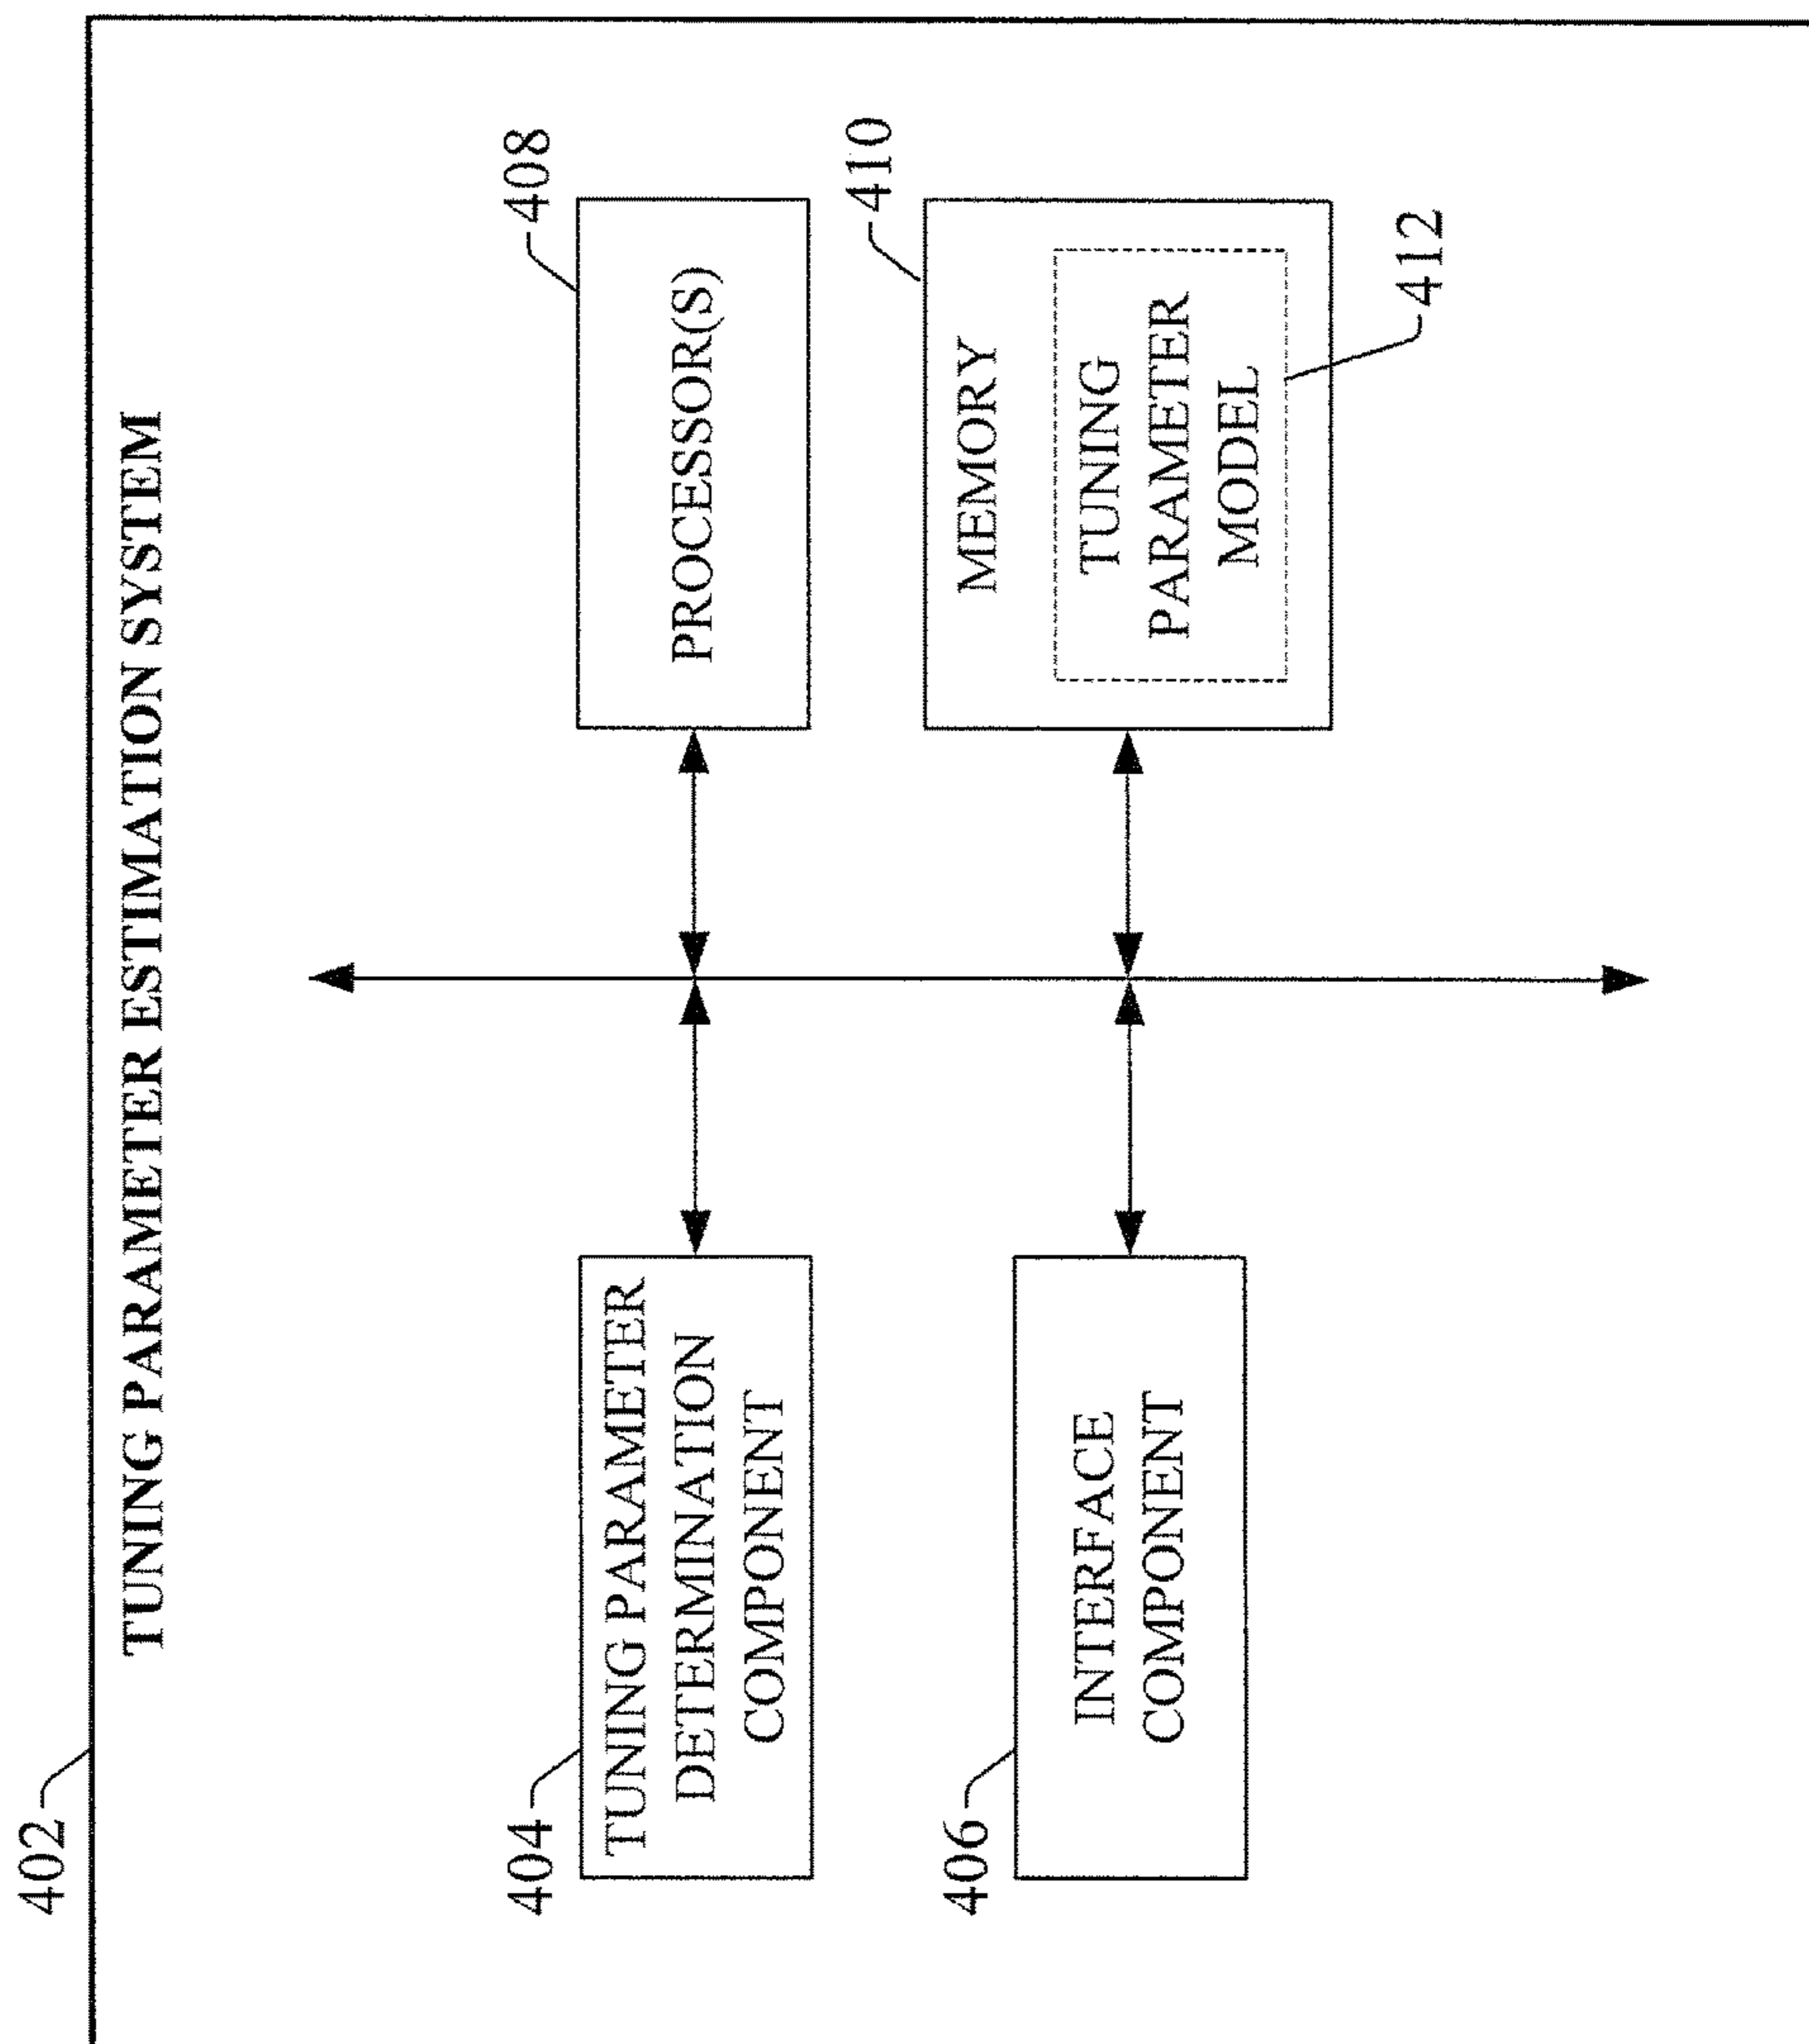 402
TUNING PARAMETER ESTIMATION SYSTEM
404
TUNING PARAMETER
DETERMINATION
COMPONENT
408
PROCESSOR(S)
406
INTERFACE
COMPONENT
410
MEMORY
TUNING
PARAMETER
MODEL
412